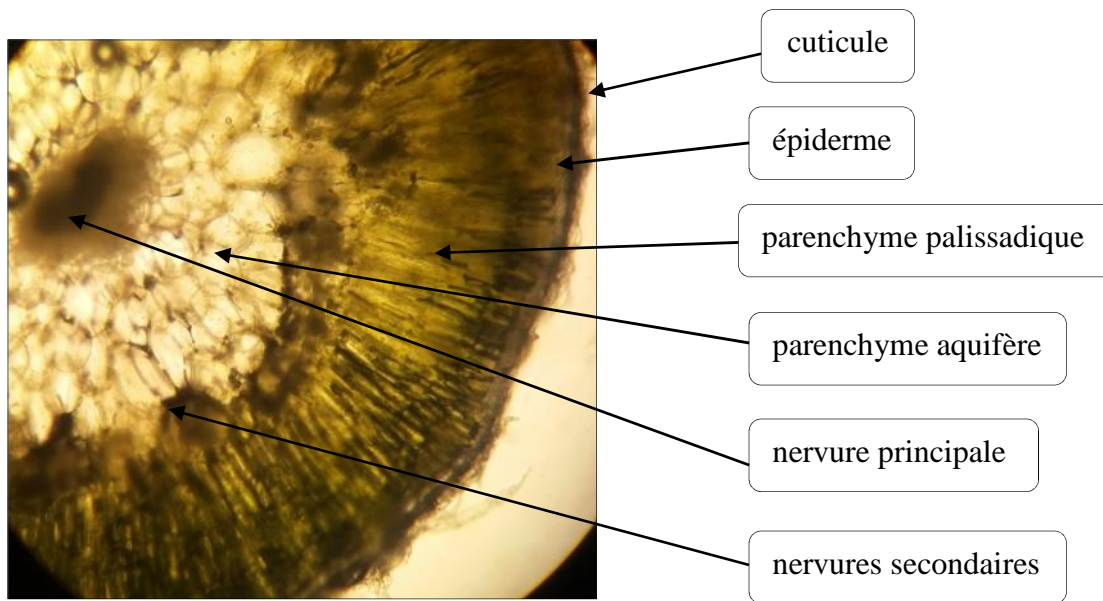 cuticule
épiderme
parenchyme palissadique
parenchyme aquifère
nervure principale
nervures secondaires